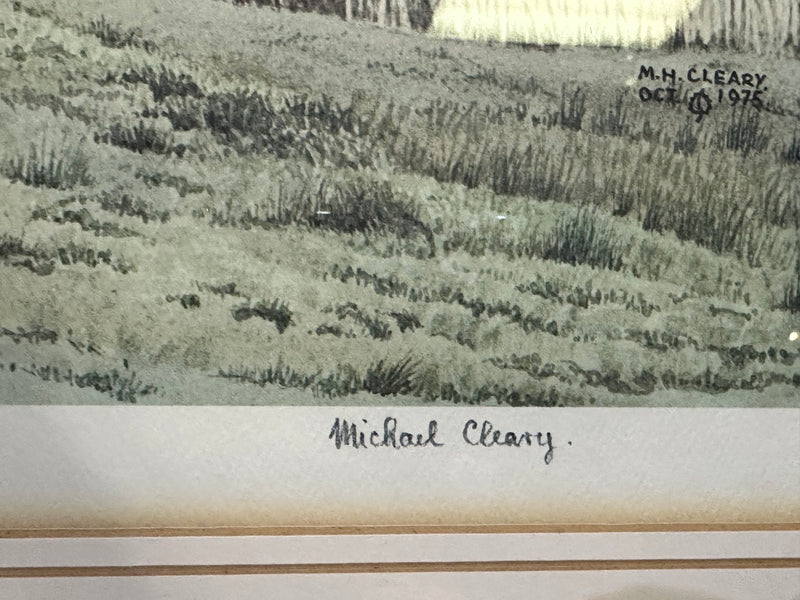 M.H. CLEARY
OCT. 1975
Michael Cleary.